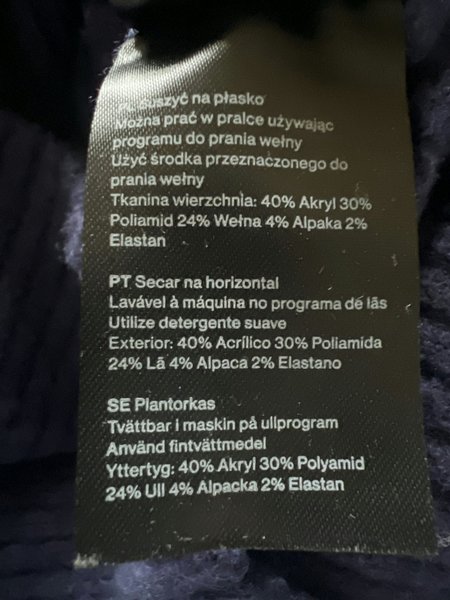 suszyć na płasko
Można prać w pralce używając
programu do prania wełny
Użyć środka przeznaczonego do
prania wełny
Tkanina wierzchnia: 40% Akryl 30%
Poliamid 24% Wełna 4% Alpaka 2%
Elastan
PT Secar na horizontal
Lavável à máquina no programa de lãs
Utilize detergente suave
Exterior: 40% Acrílico 30% Poliamida
24% Lã 4% Alpaca 2% Elastano
SE Plantorkas
Tvättbar i maskin på ullprogram
Använd fintvättmedel
Yttertyg: 40% Akryl 30% Polyamid
24% Ull 4% Alpacka 2% Elastan